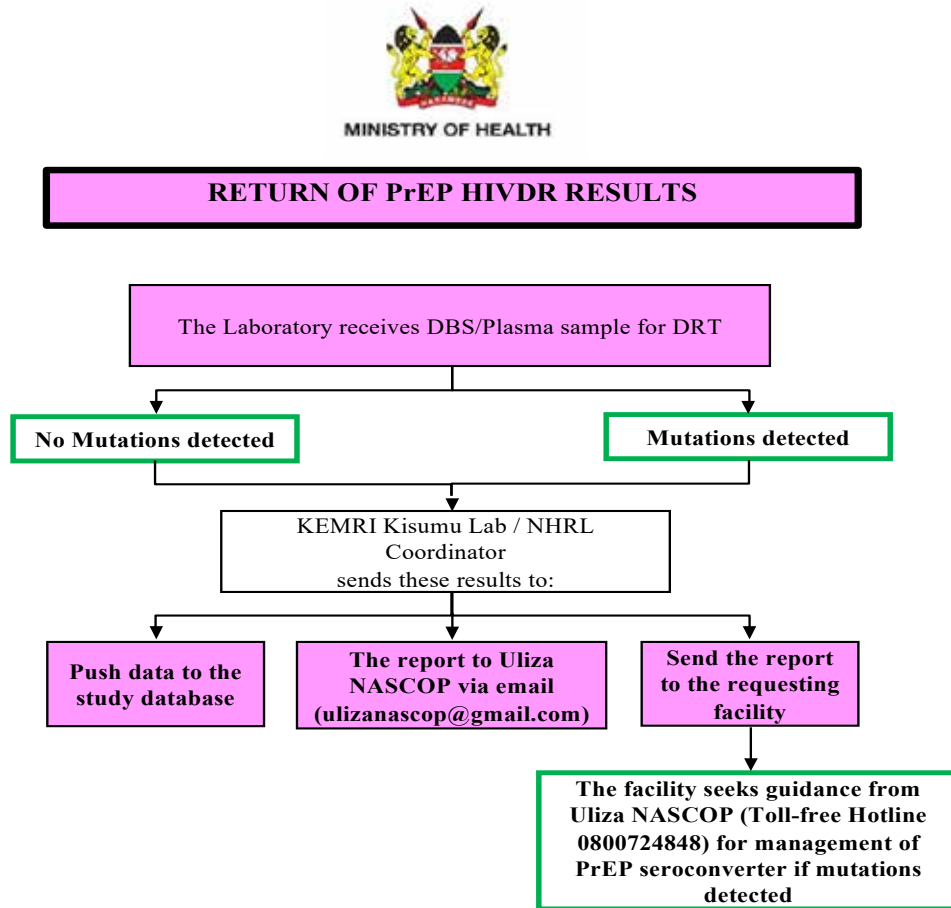 MINISTRY OF HEALTH
RETURN OF PrEP HIVDR RESULTS
The Laboratory receives DBS/Plasma sample for DRT
No Mutations detected
Mutations detected
KEMRI Kisumu Lab / NHRL
Coordinator
sends these results to:
Push data to the
study database
The report to Uliza
NASCOP via email
(ulizanascop@gmail.com)
Send the report
to the requesting
facility
The facility seeks guidance from
Uliza NASCOP (Toll-free Hotline
0800724848) for management of
PrEP seroconverter if mutations
detected